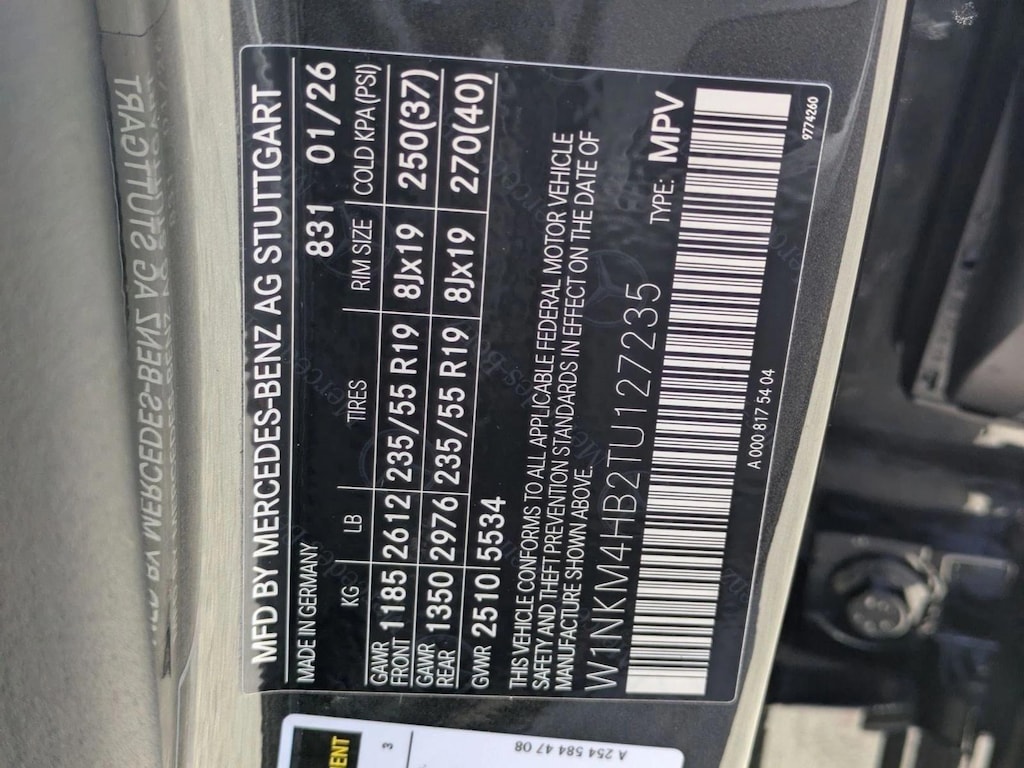 MFD BY MERCEDES-BENZ AG STUTTGART
MADE IN GERMANY 831 01/26
KG LB TIRES RIM SIZE COLD KPA (PSI)
GAWR FRONT 1185 2612 235/55 R19 8Jx19 250(37)
GAWR REAR 1350 2976 235/55 R19 8Jx19 270(40)
GWR 2510 5534
THIS VEHICLE CONFORMS TO ALL APPLICABLE FEDERAL MOTOR VEHICLE
SAFETY AND THEFT PREVENTION STANDARDS IN EFFECT ON THE DATE OF
MANUFACTURE SHOWN ABOVE.
W1NKM4HB2TU127235 TYPE: MPV
A 000 817 54 04
9774260
3
A 254 584 47 08